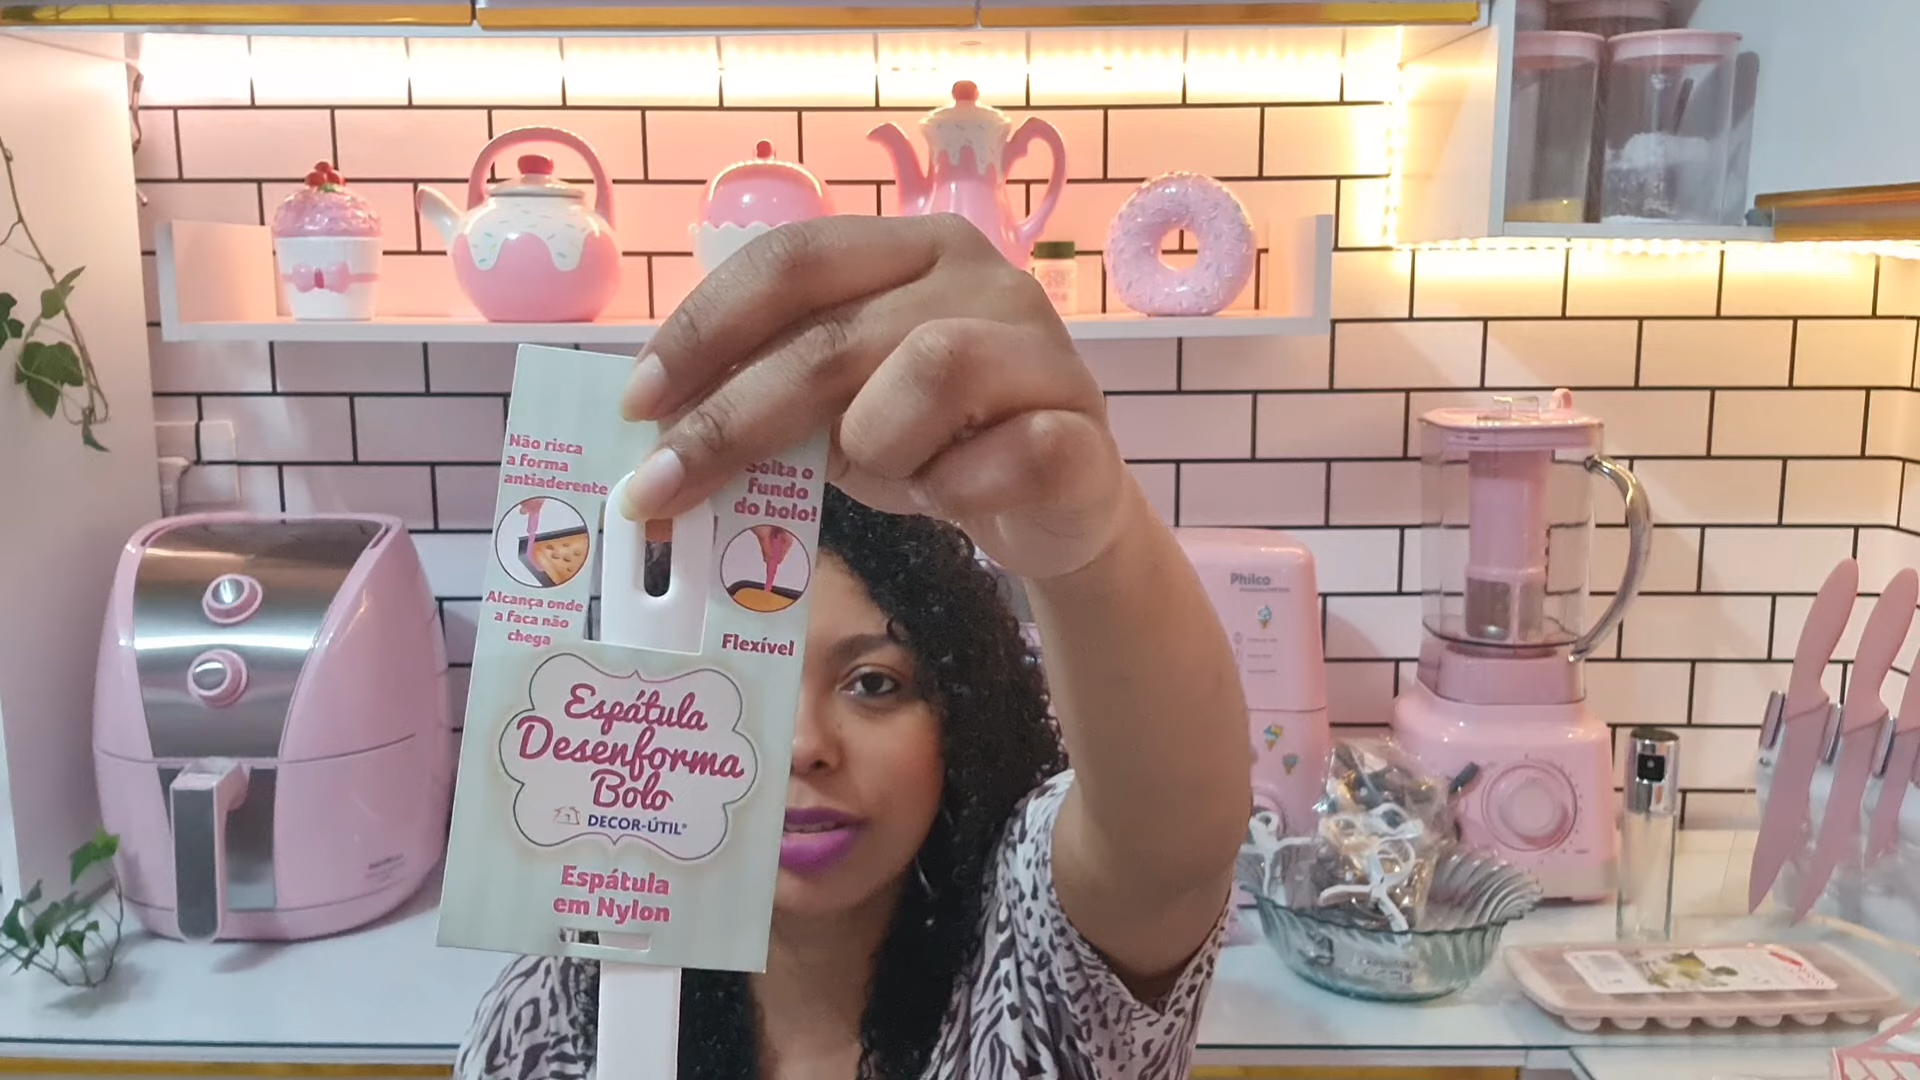 Não risca
a forma
antiaderente
Alcança onde
a faca não
chega
Solta o
fundo
do bolo!
Flexível
Espátula
Desenforma
Bolo
DECOR-ÚTIL®
Espátula
em Nylon
Philco